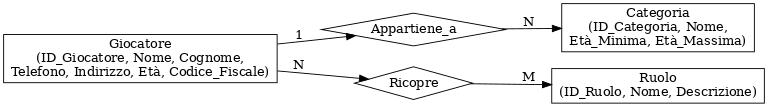 Giocatore
(ID_Giocatore, Nome, Cognome,
Telefono, Indirizzo, Età, Codice_Fiscale)
1
Appartiene_a
N
Categoria
(ID_Categoria, Nome,
Età_Minima, Età_Massima)
N
Ricopre
M
Ruolo
(ID_Ruolo, Nome, Descrizione)